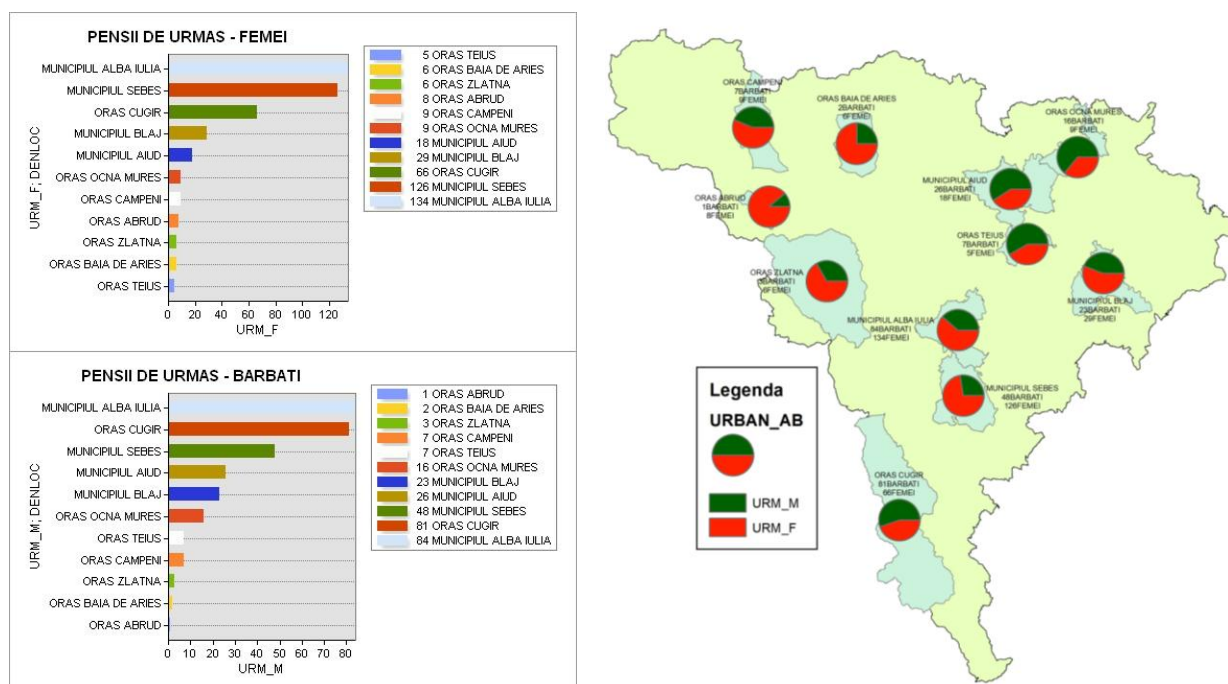 PENSII DE URMAS - FEMEI
URM_F; DENLOC
MUNICIPIUL ALBA IULIA
MUNICIPIUL SEBES
ORAS CUGIR
MUNICIPIUL BLAJ
MUNICIPIUL AIUD
ORAS OCNA MURES
ORAS CAMPENI
ORAS ABRUD
ORAS ZLATNA
ORAS BAIA DE ARIES
ORAS TEIUS
0 20 40 60 80 100 120
URM_F
5 ORAS TEIUS
6 ORAS BAIA DE ARIES
6 ORAS ZLATNA
8 ORAS ABRUD
9 ORAS CAMPENI
9 ORAS OCNA MURES
18 MUNICIPIUL AIUD
29 MUNICIPIUL BLAJ
66 ORAS CUGIR
126 MUNICIPIUL SEBES
134 MUNICIPIUL ALBA IULIA
PENSII DE URMAS - BARBATI
URM_M; DENLOC
MUNICIPIUL ALBA IULIA
ORAS CUGIR
MUNICIPIUL SEBES
MUNICIPIUL AIUD
MUNICIPIUL BLAJ
ORAS OCNA MURES
ORAS TEIUS
ORAS CAMPENI
ORAS ZLATNA
ORAS BAIA DE ARIES
ORAS ABRUD
0 10 20 30 40 50 60 70 80
URM_M
1 ORAS ABRUD
2 ORAS BAIA DE ARIES
3 ORAS ZLATNA
7 ORAS CAMPENI
7 ORAS TEIUS
16 ORAS OCNA MURES
23 MUNICIPIUL BLAJ
26 MUNICIPIUL AIUD
48 MUNICIPIUL SEBES
81 ORAS CUGIR
84 MUNICIPIUL ALBA IULIA
ORAS CAMPENI
7BARBATI
9FEMEI
ORAS BAIA DE ARIES
2BARBATI
6FEMEI
ORAS OCNA MURES
16BARBATI
9FEMEI
MUNICIPIUL AIUD
26BARBATI
18FEMEI
ORAS ABRUD
1BARBATI
8FEMEI
ORAS TEIUS
7BARBATI
5FEMEI
ORAS ZLATNA
3BARBATI
6FEMEI
MUNICIPIUL BLAJ
23BARBATI
29FEMEI
MUNICIPIUL ALBA IULIA
84BARBATI
134FEMEI
MUNICIPIUL SEBES
48BARBATI
126FEMEI
ORAS CUGIR
81BARBATI
66FEMEI
Legenda
URBAN_AB
URM_M
URM_F